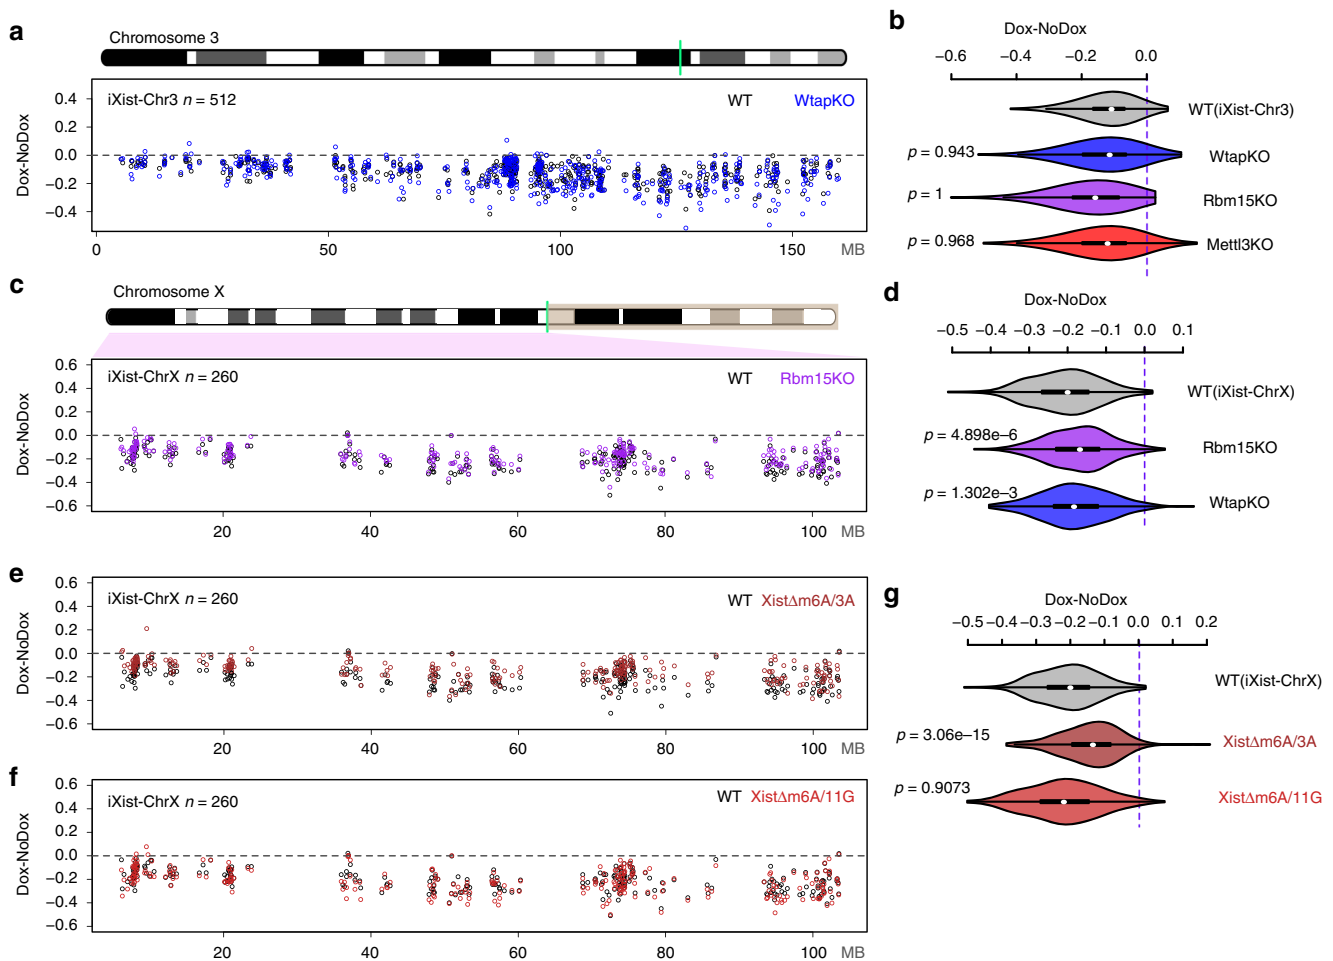 a
Chromosome 3
iXist-Chr3 n = 512
WT
WtapKO
Dox-NoDox
0.4
0.2
0.0
−0.2
−0.4
0
50
100
150
MB
b
Dox-NoDox
−0.6
−0.4
−0.2
0.0
WT(iXist-Chr3)
p = 0.943
WtapKO
p = 1
Rbm15KO
p = 0.968
Mettl3KO
c
Chromosome X
iXist-ChrX n = 260
WT
Rbm15KO
Dox-NoDox
0.6
0.4
0.2
0.0
−0.2
−0.4
−0.6
20
40
60
80
100
MB
d
Dox-NoDox
−0.5
−0.4
−0.3
−0.2
−0.1
0.0
0.1
WT(iXist-ChrX)
p = 4.898e−6
Rbm15KO
p = 1.302e−3
WtapKO
e
iXist-ChrX n = 260
WT XistΔm6A/3A
Dox-NoDox
0.6
0.4
0.2
0.0
−0.2
−0.4
−0.6
20
40
60
80
100
MB
f
iXist-ChrX n = 260
WT XistΔm6A/11G
Dox-NoDox
0.6
0.4
0.2
0.0
−0.2
−0.4
−0.6
20
40
60
80
100
MB
g
Dox-NoDox
−0.5
−0.4
−0.3
−0.2
−0.1
0.0
0.1
0.2
WT(iXist-ChrX)
p = 3.06e−15
XistΔm6A/3A
p = 0.9073
XistΔm6A/11G